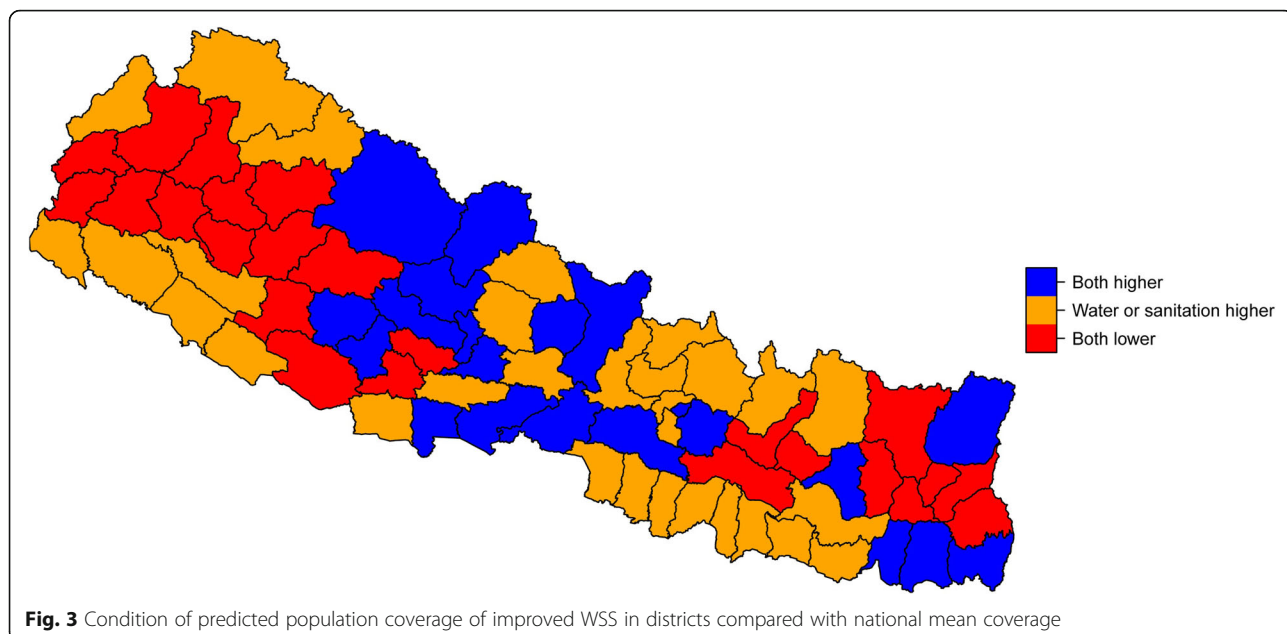 Both higher
Water or sanitation higher
Both lower
Fig. 3 Condition of predicted population coverage of improved WSS in districts compared with national mean coverage